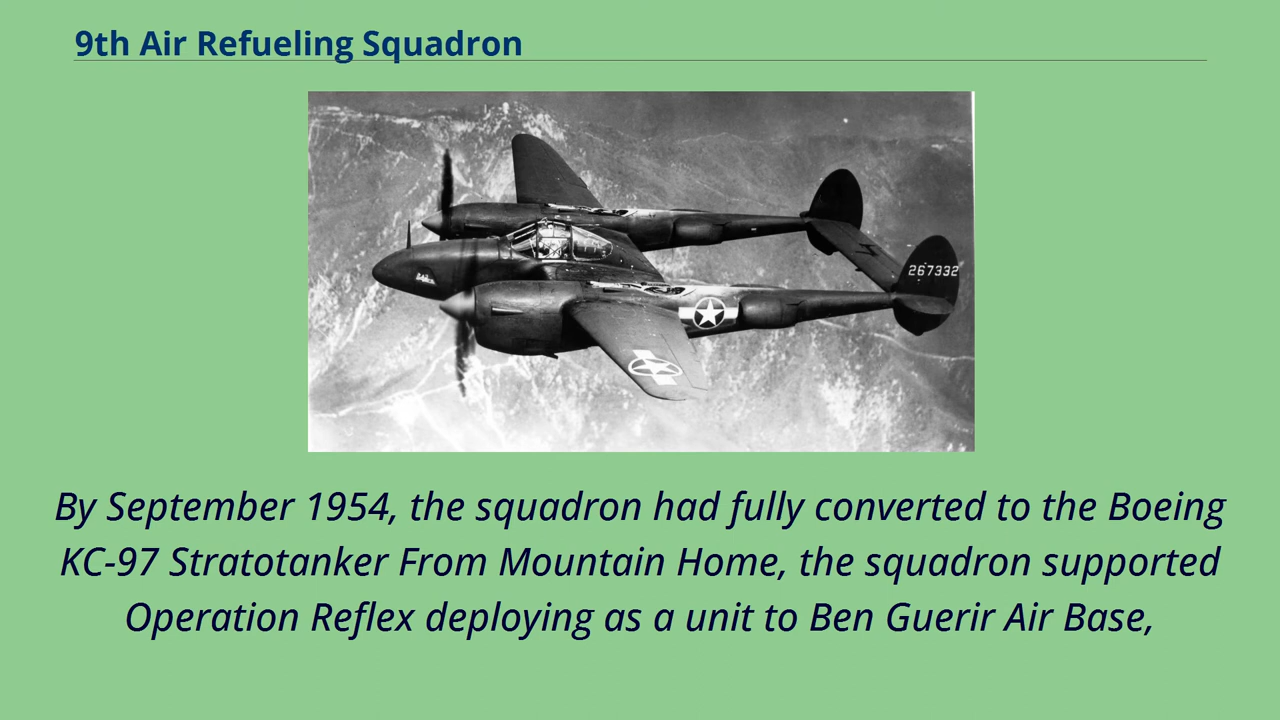 9th Air Refueling Squadron
267332
By September 1954, the squadron had fully converted to the Boeing
KC-97 Stratotanker From Mountain Home, the squadron supported
Operation Reflex deploying as a unit to Ben Guerir Air Base,